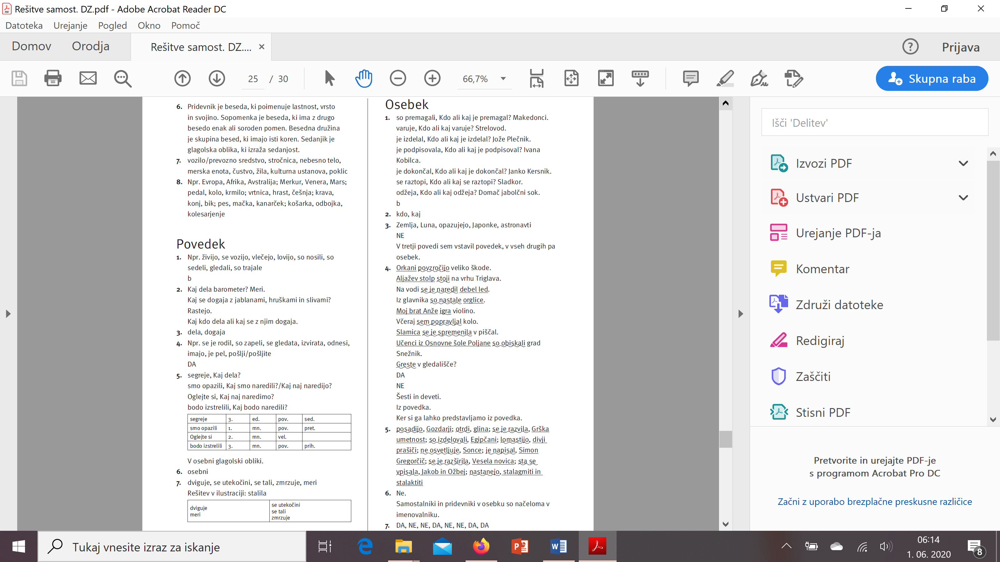 Rešitve samost. DZ.pdf - Adobe Acrobat Reader DC
Datoteka Urejanje Pogled Okno Pomoč
Domov Orodja Rešitve samost. DZ.... × ? Prijava
25 / 30 66,7% Skupna raba
6. Pridevnik je beseda, ki poimenuje lastnost, vrsto
in svojino. Sopomenka je beseda, ki ima z drugo
besedo enak ali soroden pomen. Besedna družina
je skupina besed, ki imajo isti koren. Sedanjik je
glagolska oblika, ki izraža sedanjost.
7. vozilo/prevozno sredstvo, stročnica, nebesno telo,
merska enota, čustvo, žila, kulturna ustanova, poklic
8. Npr. Evropa, Afrika, Avstralija; Merkur, Venera, Mars;
pedal, kolo, krmilo; vrtnica, hrast, češnja; krava,
konj, bik; pes, mačka, kanarček; košarka, odbojka,
kolesarjenje
Povedek
1. Npr. živijo, se vozijo, vlečejo, lovijo, so nosili, so
sedeli, gledali, so trajale
b
2. Kaj dela barometer? Meri.
Kaj se dogaja z jablanami, hruškami in slivami?
Rastejo.
Kaj kdo dela ali kaj se z njim dogaja.
3. dela, dogaja
4. Npr. se je rodil, so zapeli, se gledata, izvirata, odnesi,
imajo, je pel, pošlji/pošljite
DA
5. segreje, Kaj dela?
smo opazili, Kaj smo naredili?/Kaj naj naredijo?
Oglejte si, Kaj naj naredimo?
bodo izstrelili, Kaj bodo naredili?
segreje 3. ed. pov. sed.
smo opazili 1. mn. pov. pret.
Oglejte si 2. mn. vel.
bodo izstrelili 3. mn. pov. prih.
V osebni glagolski obliki.
6. osebni
7. dviguje, se utekočini, se tali, zmrzuje, meri
Rešitev v ilustraciji: stalila
dviguje
meri
se utekočini
se tali
zmrzuje
Osebek
1. so premagali, Kdo ali kaj je premagal? Makedonci.
varuje, Kdo ali kaj varuje? Strelovod.
je izdelal, Kdo ali kaj je izdelal? Jože Plečnik.
je podpisovala, Kdo ali kaj je podpisoval? Ivana
Kobilca.
je dokončal, Kdo ali kaj je dokončal? Janko Kersnik.
se raztopi, Kdo ali kaj se raztopi? Sladkor.
odžeja, Kdo ali kaj odžeja? Domač jabolčni sok.
b
2. kdo, kaj
3. Zemlja, Luna, opazujejo, Japonke, astronavti
NE
V tretji povedi sem vstavil povedek, v vseh drugih pa
osebek.
4. Orkani povzročijo veliko škode.
Aljažev stolp stoji na vrhu Triglava.
Na vodi se je naredil debel led.
Iz glavnika so nastale orglice.
Moj brat Anže igra violino.
Včeraj sem popravljal kolo.
Slamica se je spremenila v piščal.
Učenci iz Osnovne šole Poljane so obiskali grad
Snežnik.
Greste v gledališče?
DA
NE
Šesti in deveti.
Iz povedka.
Ker si ga lahko predstavljamo iz povedka.
5. posadijo, Gozdarji; otrdi, glina; se je razvila, Grška
umetnost; so izdelovali, Egipčani; lomastijo, divji
prašiči; ne osvetljuje, Sonce; je napisal, Simon
Gregorčič; se je razširila, Vesela novica; sta se
vpisala, Jakob in Ožbej; nastanejo, stalagmiti in
stalaktiti
6. Ne.
Samostalniki in pridevniki v osebku so načeloma v
imenovalniku.
7. DA, NE, NE, DA, NE, NE, DA, DA
Išči 'Delitev'
Izvozi PDF
Ustvari PDF
Urejanje PDF-ja
Komentar
Združi datoteke
Redigiraj
Zaščiti
Stisni PDF
Pretvorite in urejajte PDF-je
s programom Acrobat Pro DC
Začni z uporabo brezplačne preskusne različice
Tukaj vnesite izraz za iskanje
06:14
1. 06. 2020
8